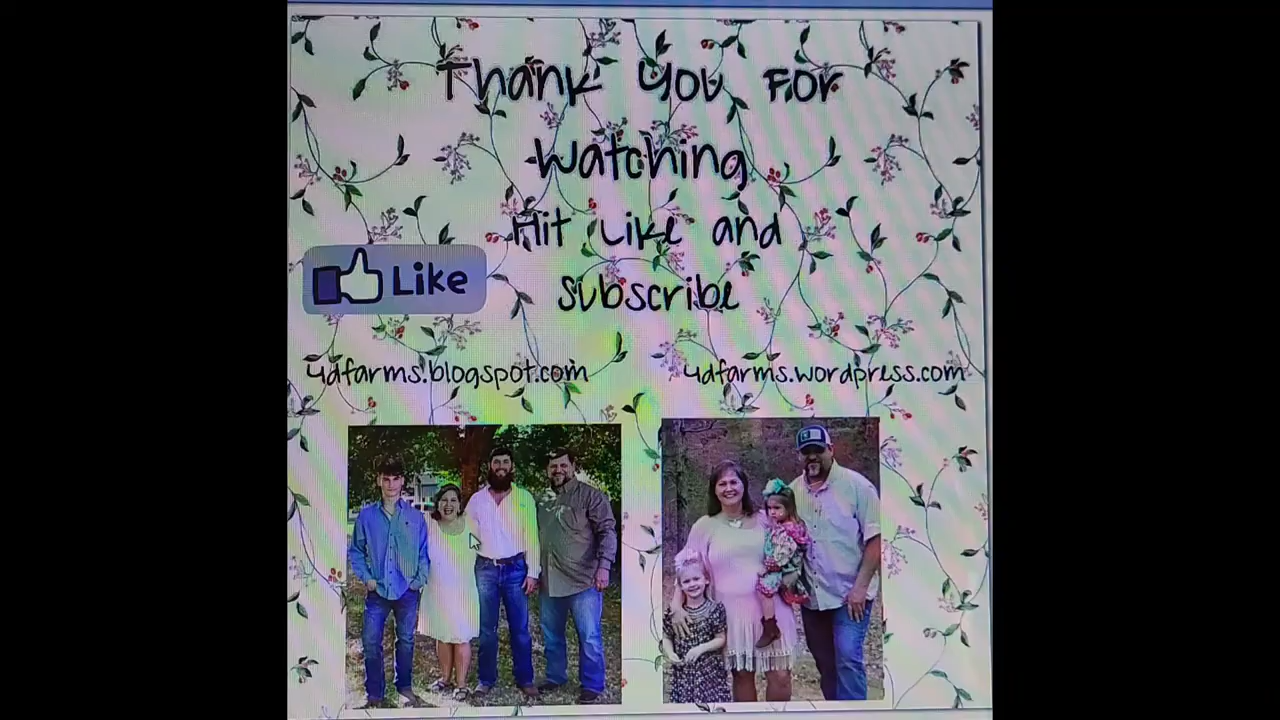 Thank You For
Watching
Hit Like and
Subscribe
Like
4dfarms.blogspot.com
4dfarms.wordpress.com